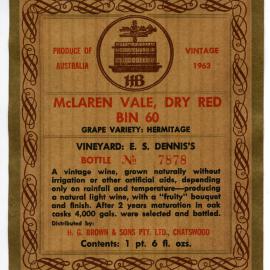 PRODUCE OF
AUSTRALIA
VINTAGE
1963
HB
McLAREN VALE, DRY RED
BIN 60
GRAPE VARIETY: HERMITAGE
VINEYARD: E. S. DENNIS'S
BOTTLE № 7878
A vintage wine, grown naturally without
irrigation or other artificial aids, depending
only on rainfall and temperature—producing
a natural light wine, with a "fruity" bouquet
and finish. After 2 years maturation in oak
casks 4,000 gals. were selected and bottled.
Distributed by:
H. G. BROWN & SONS PTY. LTD., CHATSWOOD
Contents: 1 pt. 6 fl. ozs.